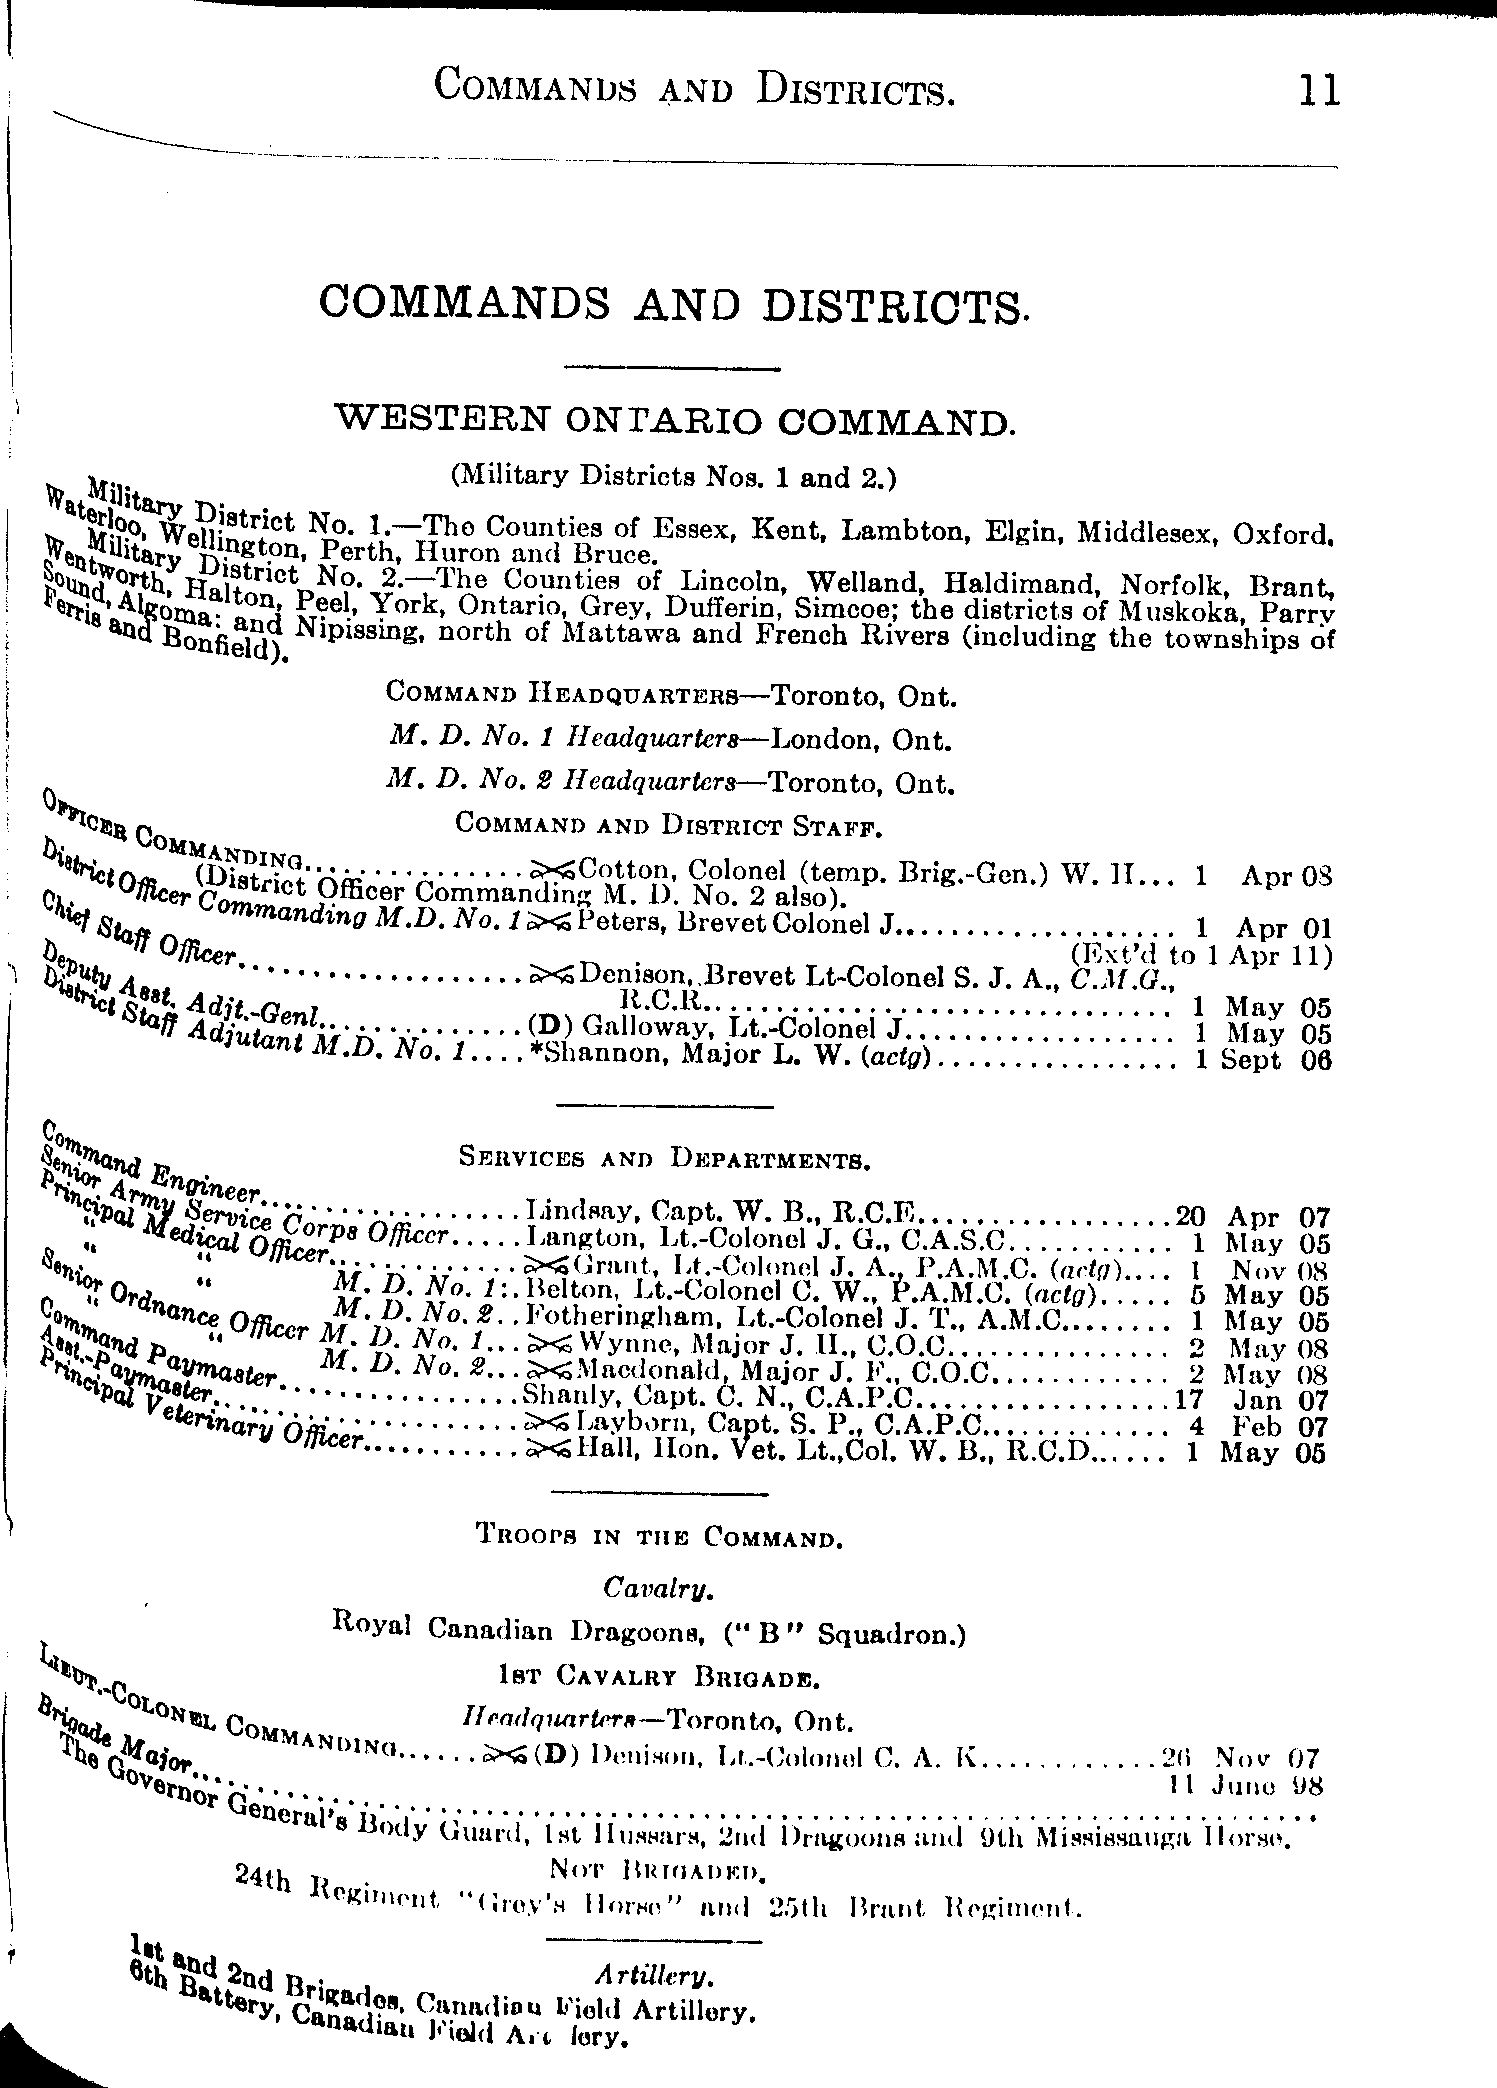 COMMANDS AND DISTRICTS. 11
COMMANDS AND DISTRICTS.
WESTERN ONTARIO COMMAND.
(Military Districts Nos. 1 and 2.)
Military District No. 1.—The Counties of Essex, Kent, Lambton, Elgin, Middlesex, Oxford,
Waterloo, Wellington, Perth, Huron and Bruce.
Military District No. 2.—The Counties of Lincoln, Welland, Haldimand, Norfolk, Brant,
Wentworth, Halton, Peel, York, Ontario, Grey, Dufferin, Simcoe; the districts of Muskoka, Parry
Sound, Algoma: and Nipissing, north of Mattawa and French Rivers (including the townships of
Ferris and Bonfield).
COMMAND HEADQUARTERS—Toronto, Ont.
M. D. No. 1 Headquarters—London, Ont.
M. D. No. 2 Headquarters—Toronto, Ont.
COMMAND AND DISTRICT STAFF.
OFFICER COMMANDING.............. Cotton, Colonel (temp. Brig.-Gen.) W. H... 1 Apr 08
(District Officer Commanding M. D. No. 2 also).
District Officer Commanding M.D. No. 1 Peters, Brevet Colonel J.................. 1 Apr 01
(Ext'd to 1 Apr 11)
Chief Staff Officer................... Denison, Brevet Lt-Colonel S. J. A., C.M.G.,
R.C.R.............................. 1 May 05
Deputy Asst. Adjt.-Genl.............. (D) Galloway, Lt.-Colonel J.................. 1 May 05
District Staff Adjutant M.D. No. 1.... *Shannon, Major L. W. (actg)................ 1 Sept 06
SERVICES AND DEPARTMENTS.
Command Engineer.................. Lindsay, Capt. W. B., R.C.E.................20 Apr 07
Senior Army Service Corps Officer..... Langton, Lt.-Colonel J. G., C.A.S.C........... 1 May 05
Principal Medical Officer............. Grant, Lt.-Colonel J. A., P.A.M.C. (actg).... 1 Nov 08
" " M. D. No. 1:. Belton, Lt.-Colonel C. W., P.A.M.C. (actg)..... 5 May 05
" " M. D. No. 2.. Fotheringham, Lt.-Colonel J. T., A.M.C........ 1 May 05
Senior Ordnance Officer M. D. No. 1... Wynne, Major J. H., C.O.C............... 2 May 08
" " M. D. No. 2... Macdonald, Major J. F., C.O.C............ 2 May 08
Command Paymaster................ Shanly, Capt. C. N., C.A.P.C.................17 Jan 07
Asst.-Paymaster.................... Layborn, Capt. S. P., C.A.P.C............. 4 Feb 07
Principal Veterinary Officer........... Hall, Hon. Vet. Lt.,Col. W. B., R.C.D...... 1 May 05
TROOPS IN THE COMMAND.
Cavalry.
Royal Canadian Dragoons, ("B" Squadron.)
1ST CAVALRY BRIGADE.
Headquarters—Toronto, Ont.
LIEUT.-COLONEL COMMANDING...... (D) Denison, Lt.-Colonel C. A. K............26 Nov 07
11 June 98
Brigade Major................................................................
The Governor General's Body Guard, 1st Hussars, 2nd Dragoons and 9th Mississauga Horse.
NOT BRIGADED.
24th Regiment "Grey's Horse" and 25th Brant Regiment.
Artillery.
1st and 2nd Brigades, Canadian Field Artillery.
6th Battery, Canadian Field